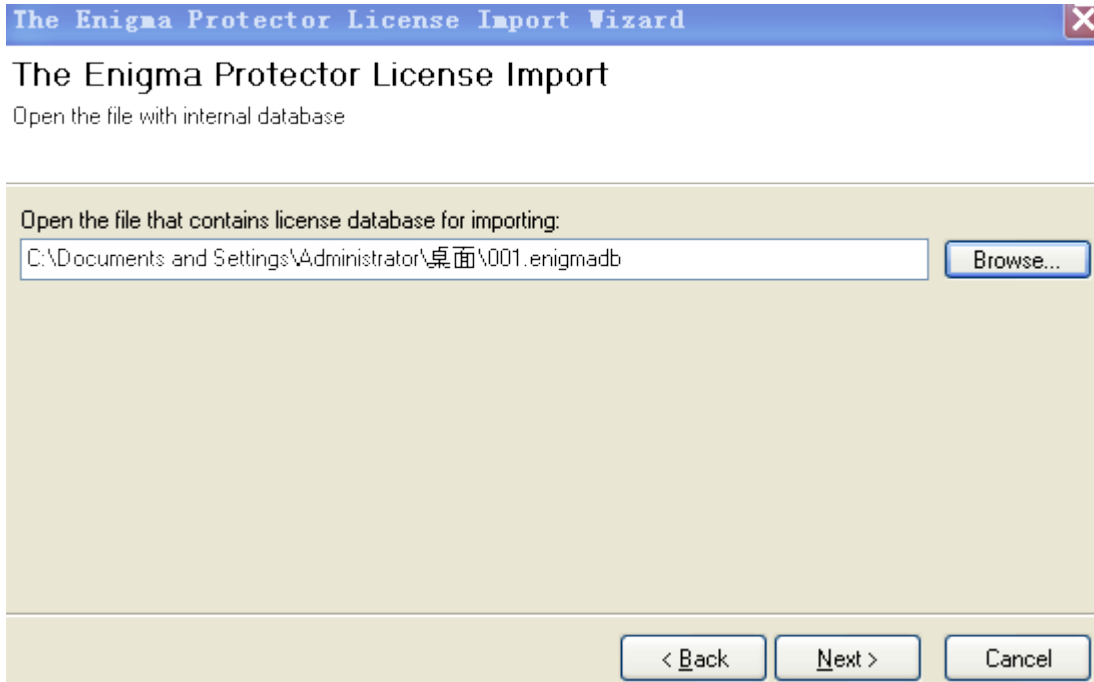 The Enigma Protector License Import Wizard
The Enigma Protector License Import
Open the file with internal database
Open the file that contains license database for importing:
C:\Documents and Settings\Administrator\桌面\001.enigmadb
Browse...
< Back
Next >
Cancel